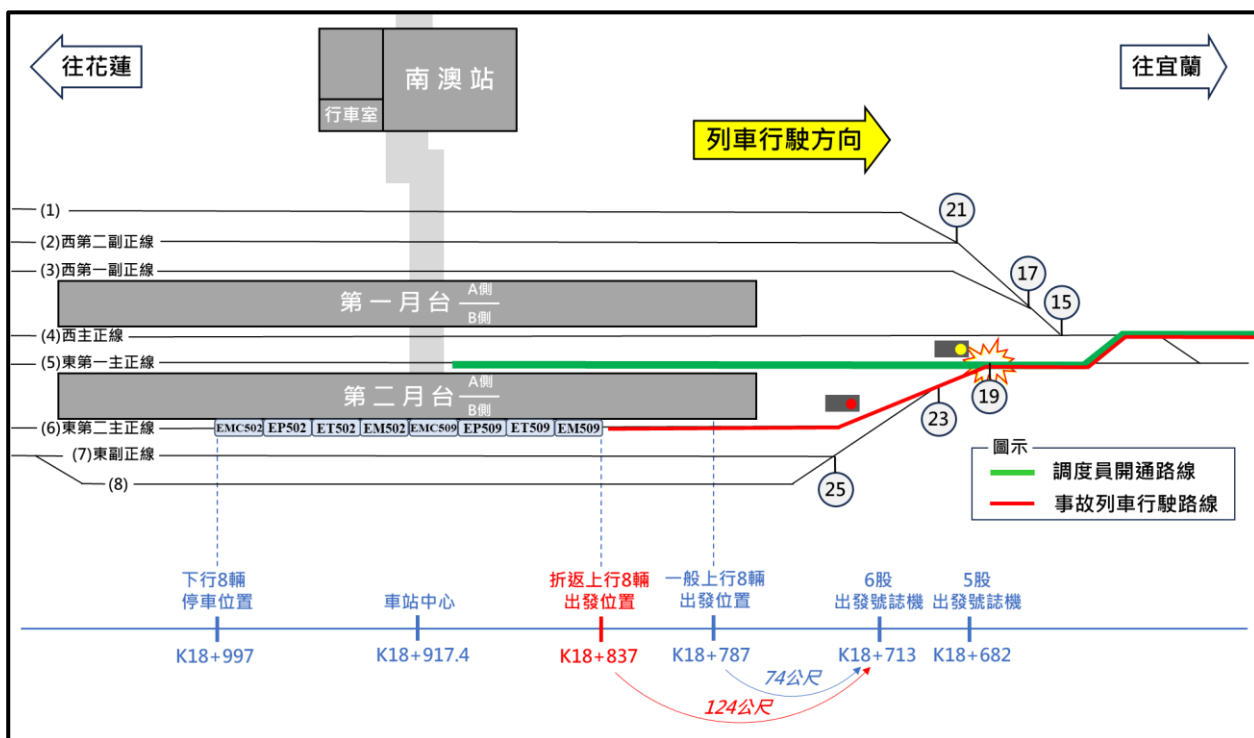 往花蓮
南澳站
行車室
往宜蘭
列車行駛方向
(1)
21
(2)西第二副正線
(3)西第一副正線
17
第一月台 A側
B側
15
(4)西主正線
(5)東第一主正線
19
第二月台 A側
B側
23
(6)東第二主正線
EMC502 EP502 ET502 EM502 EMC509 EP509 ET509 EM509
(7)東副正線
(8)
25
圖示
調度員開通路線
事故列車行駛路線
下行8輛
停車位置
車站中心
折返上行8輛
出發位置
一般上行8輛
出發位置
6股
出發號誌機
5股
出發號誌機
K18+997
K18+917.4
K18+837
K18+787
K18+713
K18+682
74公尺
124公尺